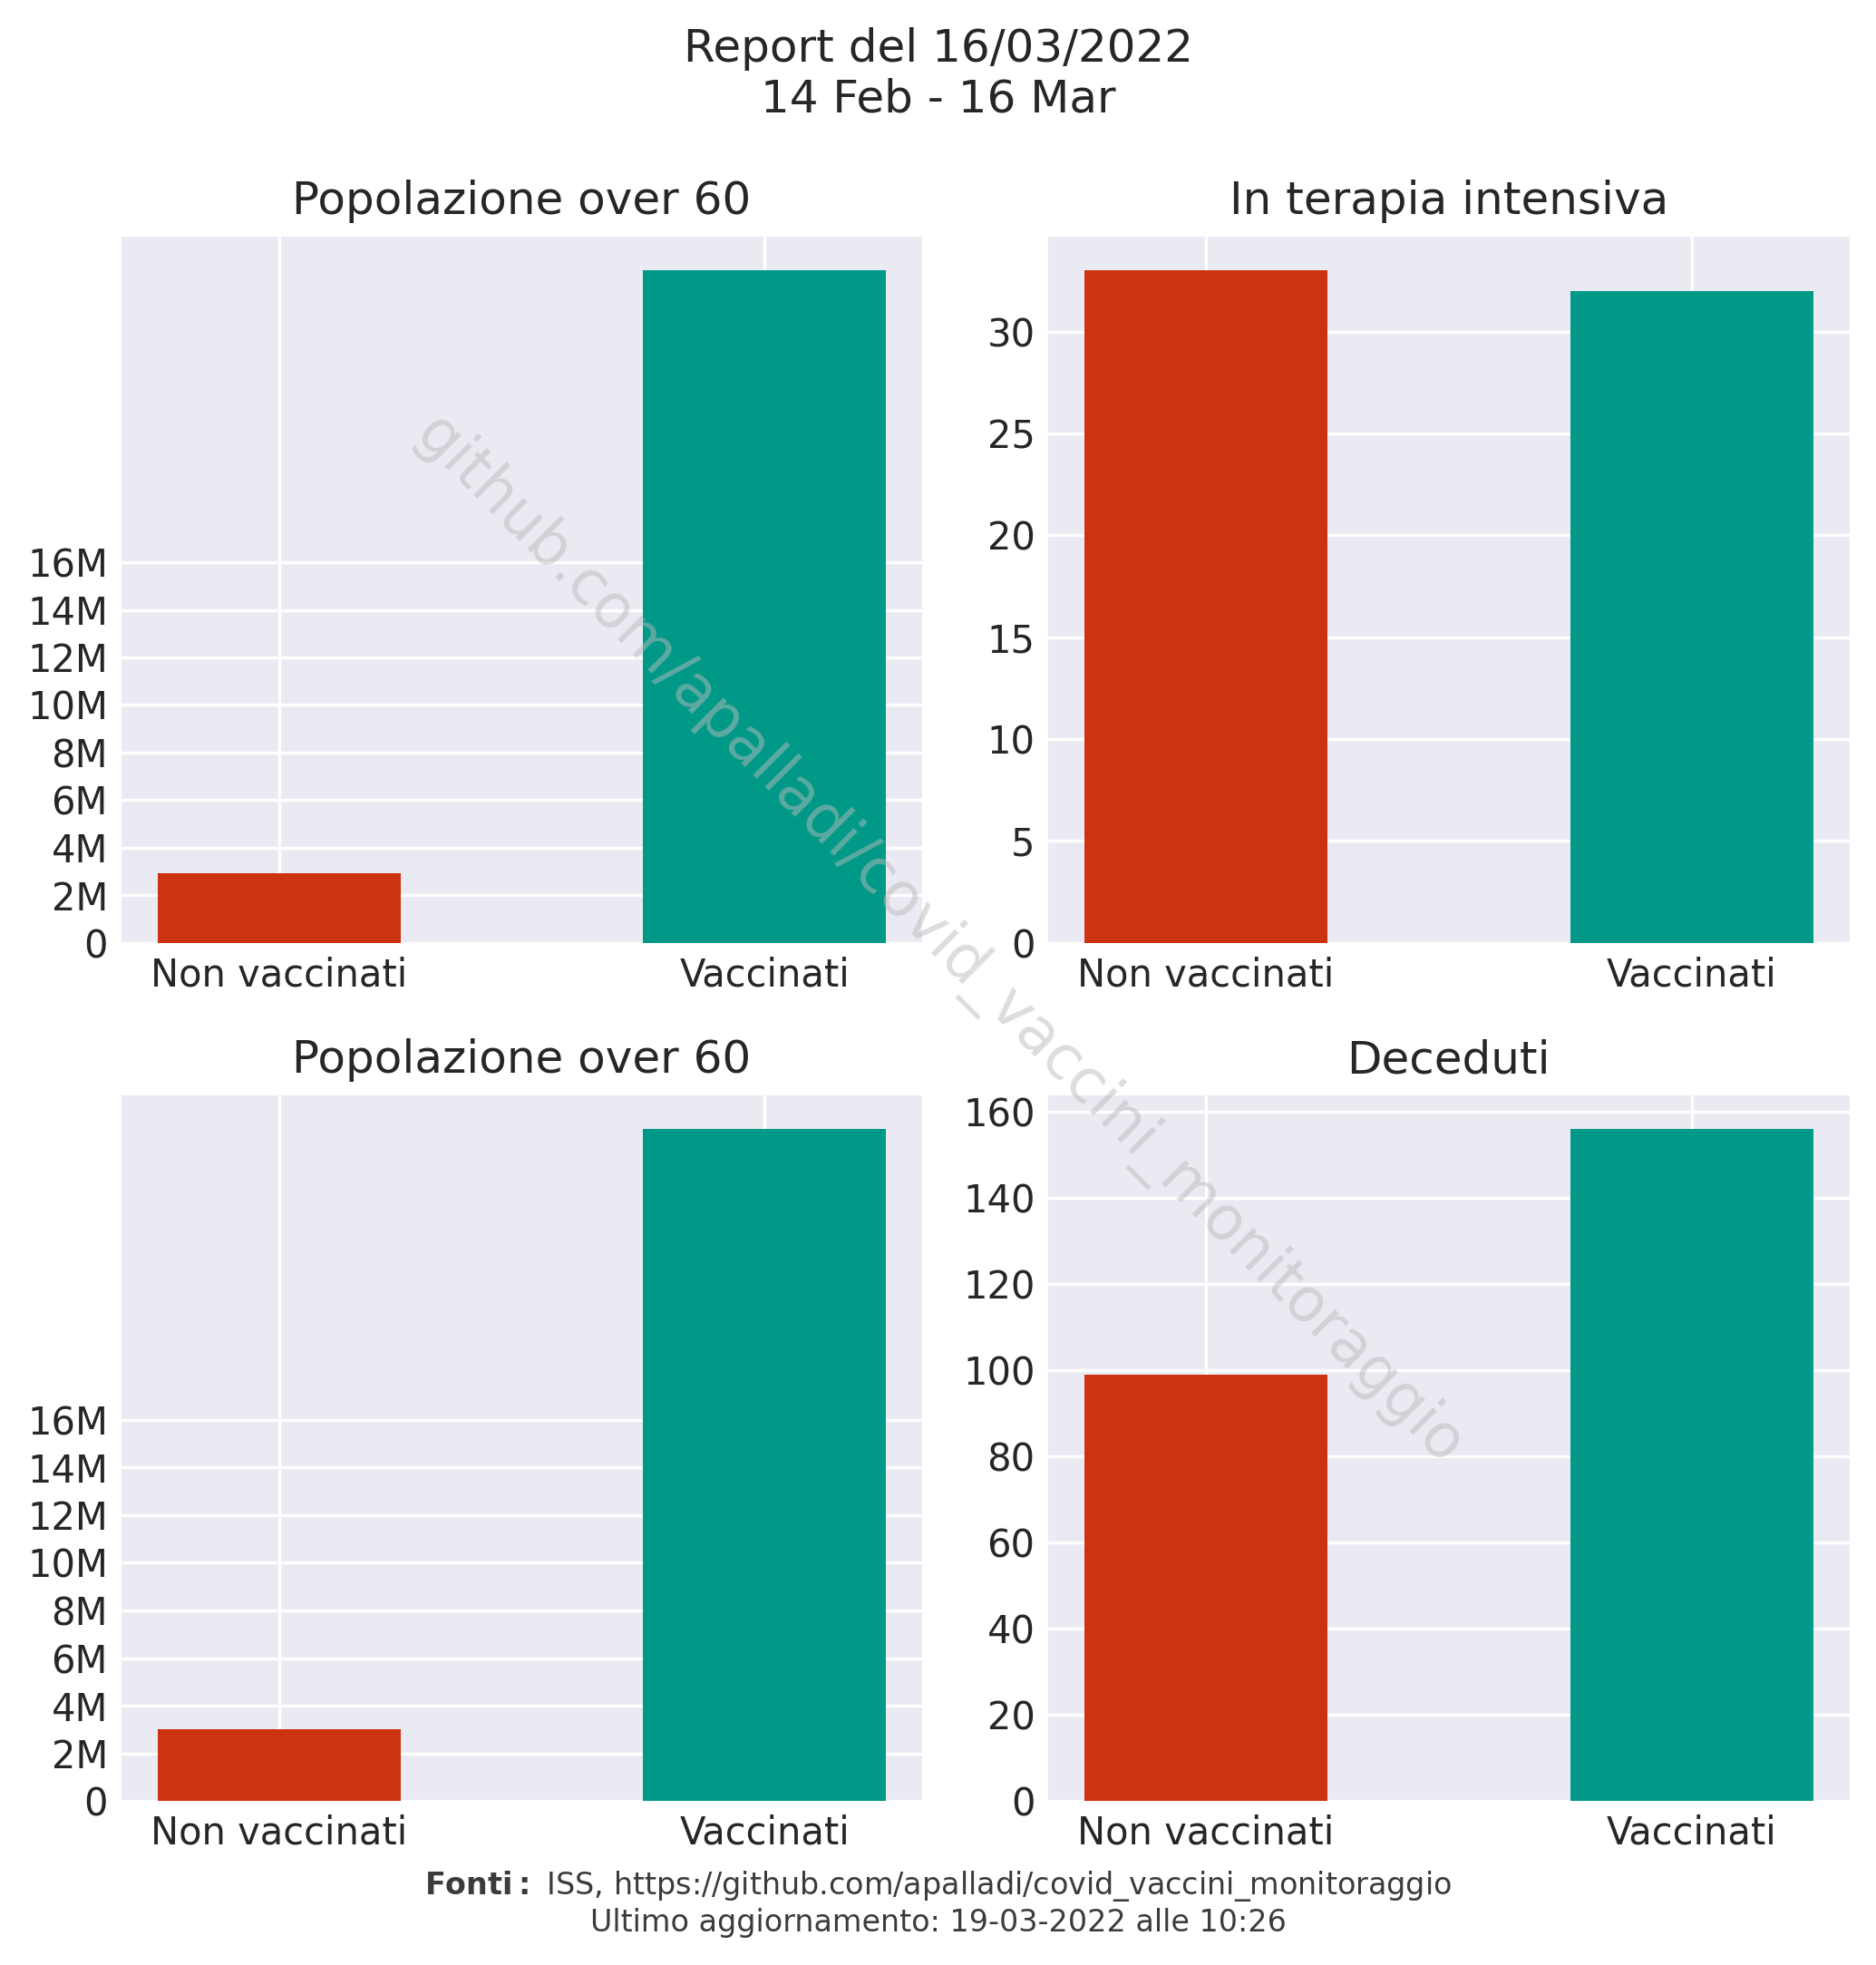 Report del 16/03/2022
14 Feb - 16 Mar
Popolazione over 60
16M
14M
12M
10M
8M
6M
4M
2M
0
Non vaccinati
Vaccinati
In terapia intensiva
30
25
20
15
10
5
0
Non vaccinati
Vaccinati
Popolazione over 60
16M
14M
12M
10M
8M
6M
4M
2M
0
Non vaccinati
Vaccinati
Deceduti
160
140
120
100
80
60
40
20
0
Non vaccinati
Vaccinati
github.com/apalladi/covid_vaccini_monitoraggio
Fonti: ISS, https://github.com/apalladi/covid_vaccini_monitoraggio
Ultimo aggiornamento: 19-03-2022 alle 10:26